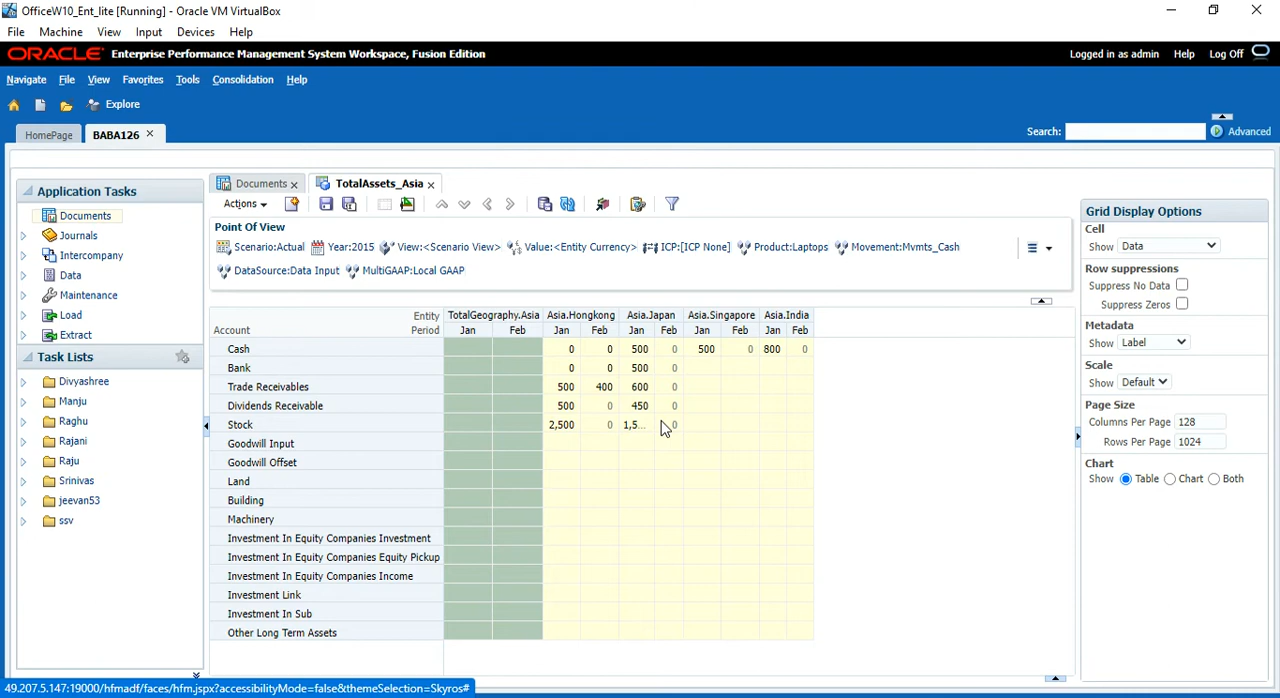 OfficeW10_Ent_lite [Running] - Oracle VM VirtualBox
File Machine View Input Devices Help
ORACLE Enterprise Performance Management System Workspace, Fusion Edition
Logged in as admin Help Log Off
Navigate File View Favorites Tools Consolidation Help
Explore
HomePage BABA126
Search: Advanced
Application Tasks
Documents
Journals
Intercompany
Data
Maintenance
Load
Extract
Task Lists
Divyashree
Manju
Raghu
Rajani
Raju
Srinivas
jeevan53
ssv
Documents TotalAssets_Asia
Actions
Point Of View
Scenario:Actual Year:2015 View:<Scenario View> Value:<Entity Currency> ICP:[ICP None] Product:Laptops Movement:Mvmts_Cash
DataSource:Data Input MultiGAAP:Local GAAP
Entity TotalGeography.Asia Asia.Hongkong Asia.Japan Asia.Singapore Asia.India
Account Period Jan Feb Jan Feb Jan Feb Jan Feb Jan Feb
Cash 0 0 500 0 500 0 800 0
Bank 0 0 500 0
Trade Receivables 500 400 600 0
Dividends Receivable 500 0 450 0
Stock 2,500 0 1,5... 0
Goodwill Input
Goodwill Offset
Land
Building
Machinery
Investment In Equity Companies Investment
Investment In Equity Companies Equity Pickup
Investment In Equity Companies Income
Investment Link
Investment In Sub
Other Long Term Assets
Grid Display Options
Cell
Show Data
Row suppressions
Suppress No Data
Suppress Zeros
Metadata
Show Label
Scale
Show Default
Page Size
Columns Per Page 128
Rows Per Page 1024
Chart
Show Table Chart Both
49.207.5.147:19000/hfmadf/faces/hfm.jspx?accessibilityMode=false&themeSelection=Skyros#